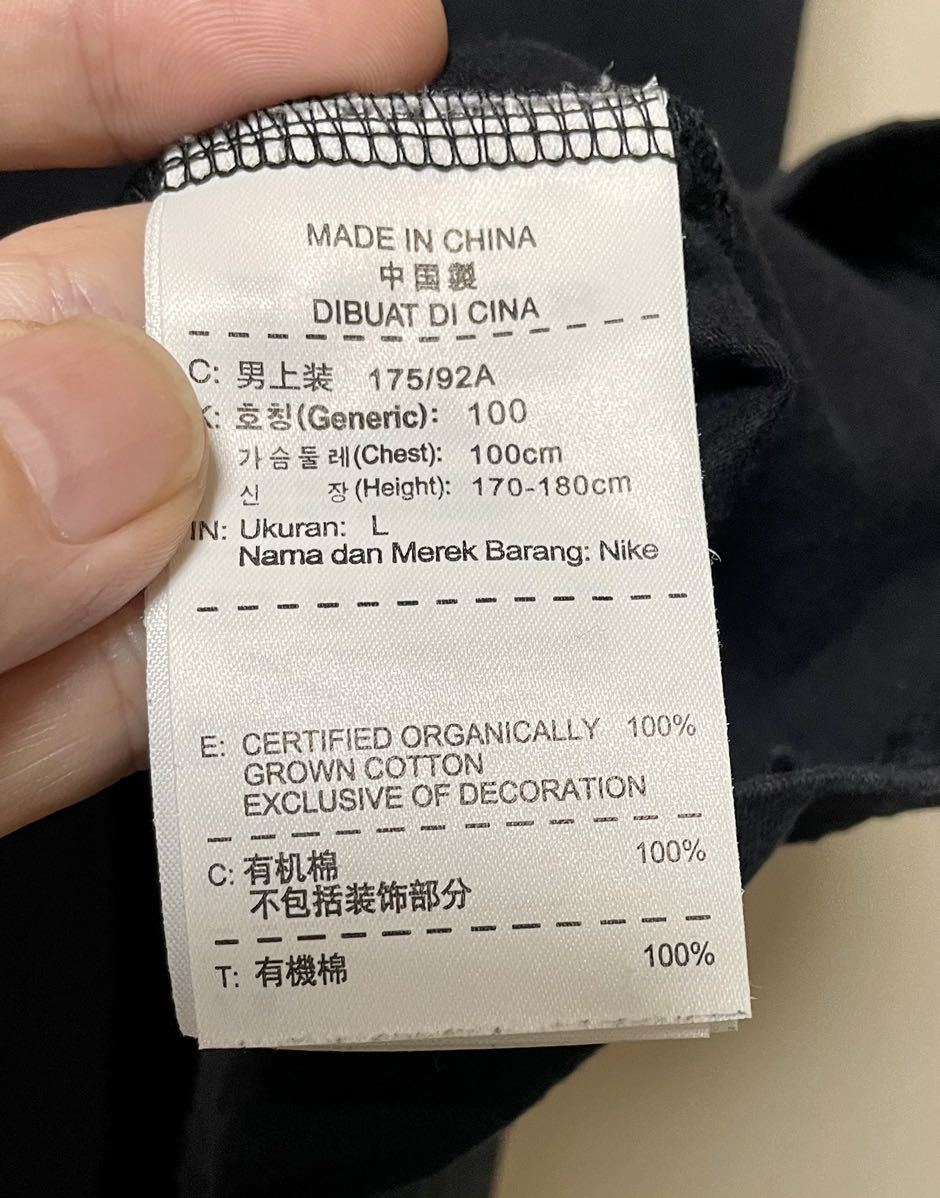 MADE IN CHINA
中国製
DIBUAT DI CINA
C: 男上装 175/92A
K: 호칭(Generic): 100
가슴둘레(Chest): 100cm
신 장(Height): 170-180cm
IN: Ukuran: L
Nama dan Merek Barang: Nike
E: CERTIFIED ORGANICALLY 100%
GROWN COTTON
EXCLUSIVE OF DECORATION
C: 有机棉 100%
不包括装饰部分
T: 有機棉 100%